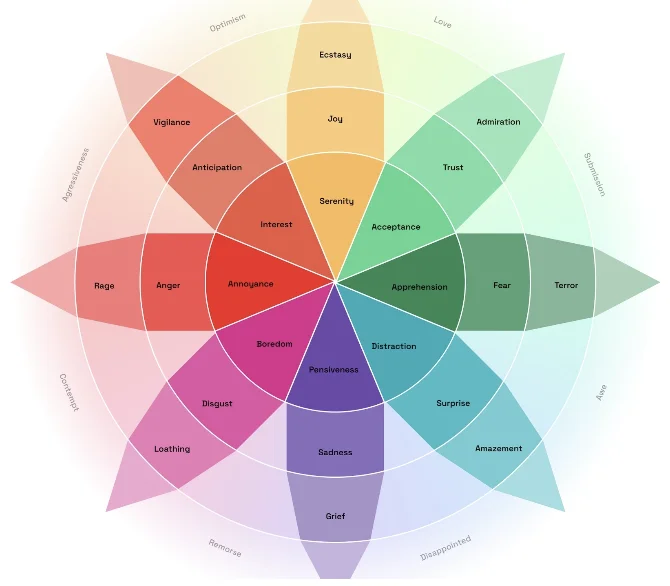 Optimism
Love
Ecstasy
Vigilance
Joy
Admiration
Agressiveness
Anticipation
Trust
Submission
Serenity
Interest
Acceptance
Rage
Anger
Annoyance
Apprehension
Fear
Terror
Boredom
Distraction
Pensiveness
Contempt
Disgust
Surprise
Awe
Loathing
Sadness
Amazement
Grief
Remorse
Disappointed